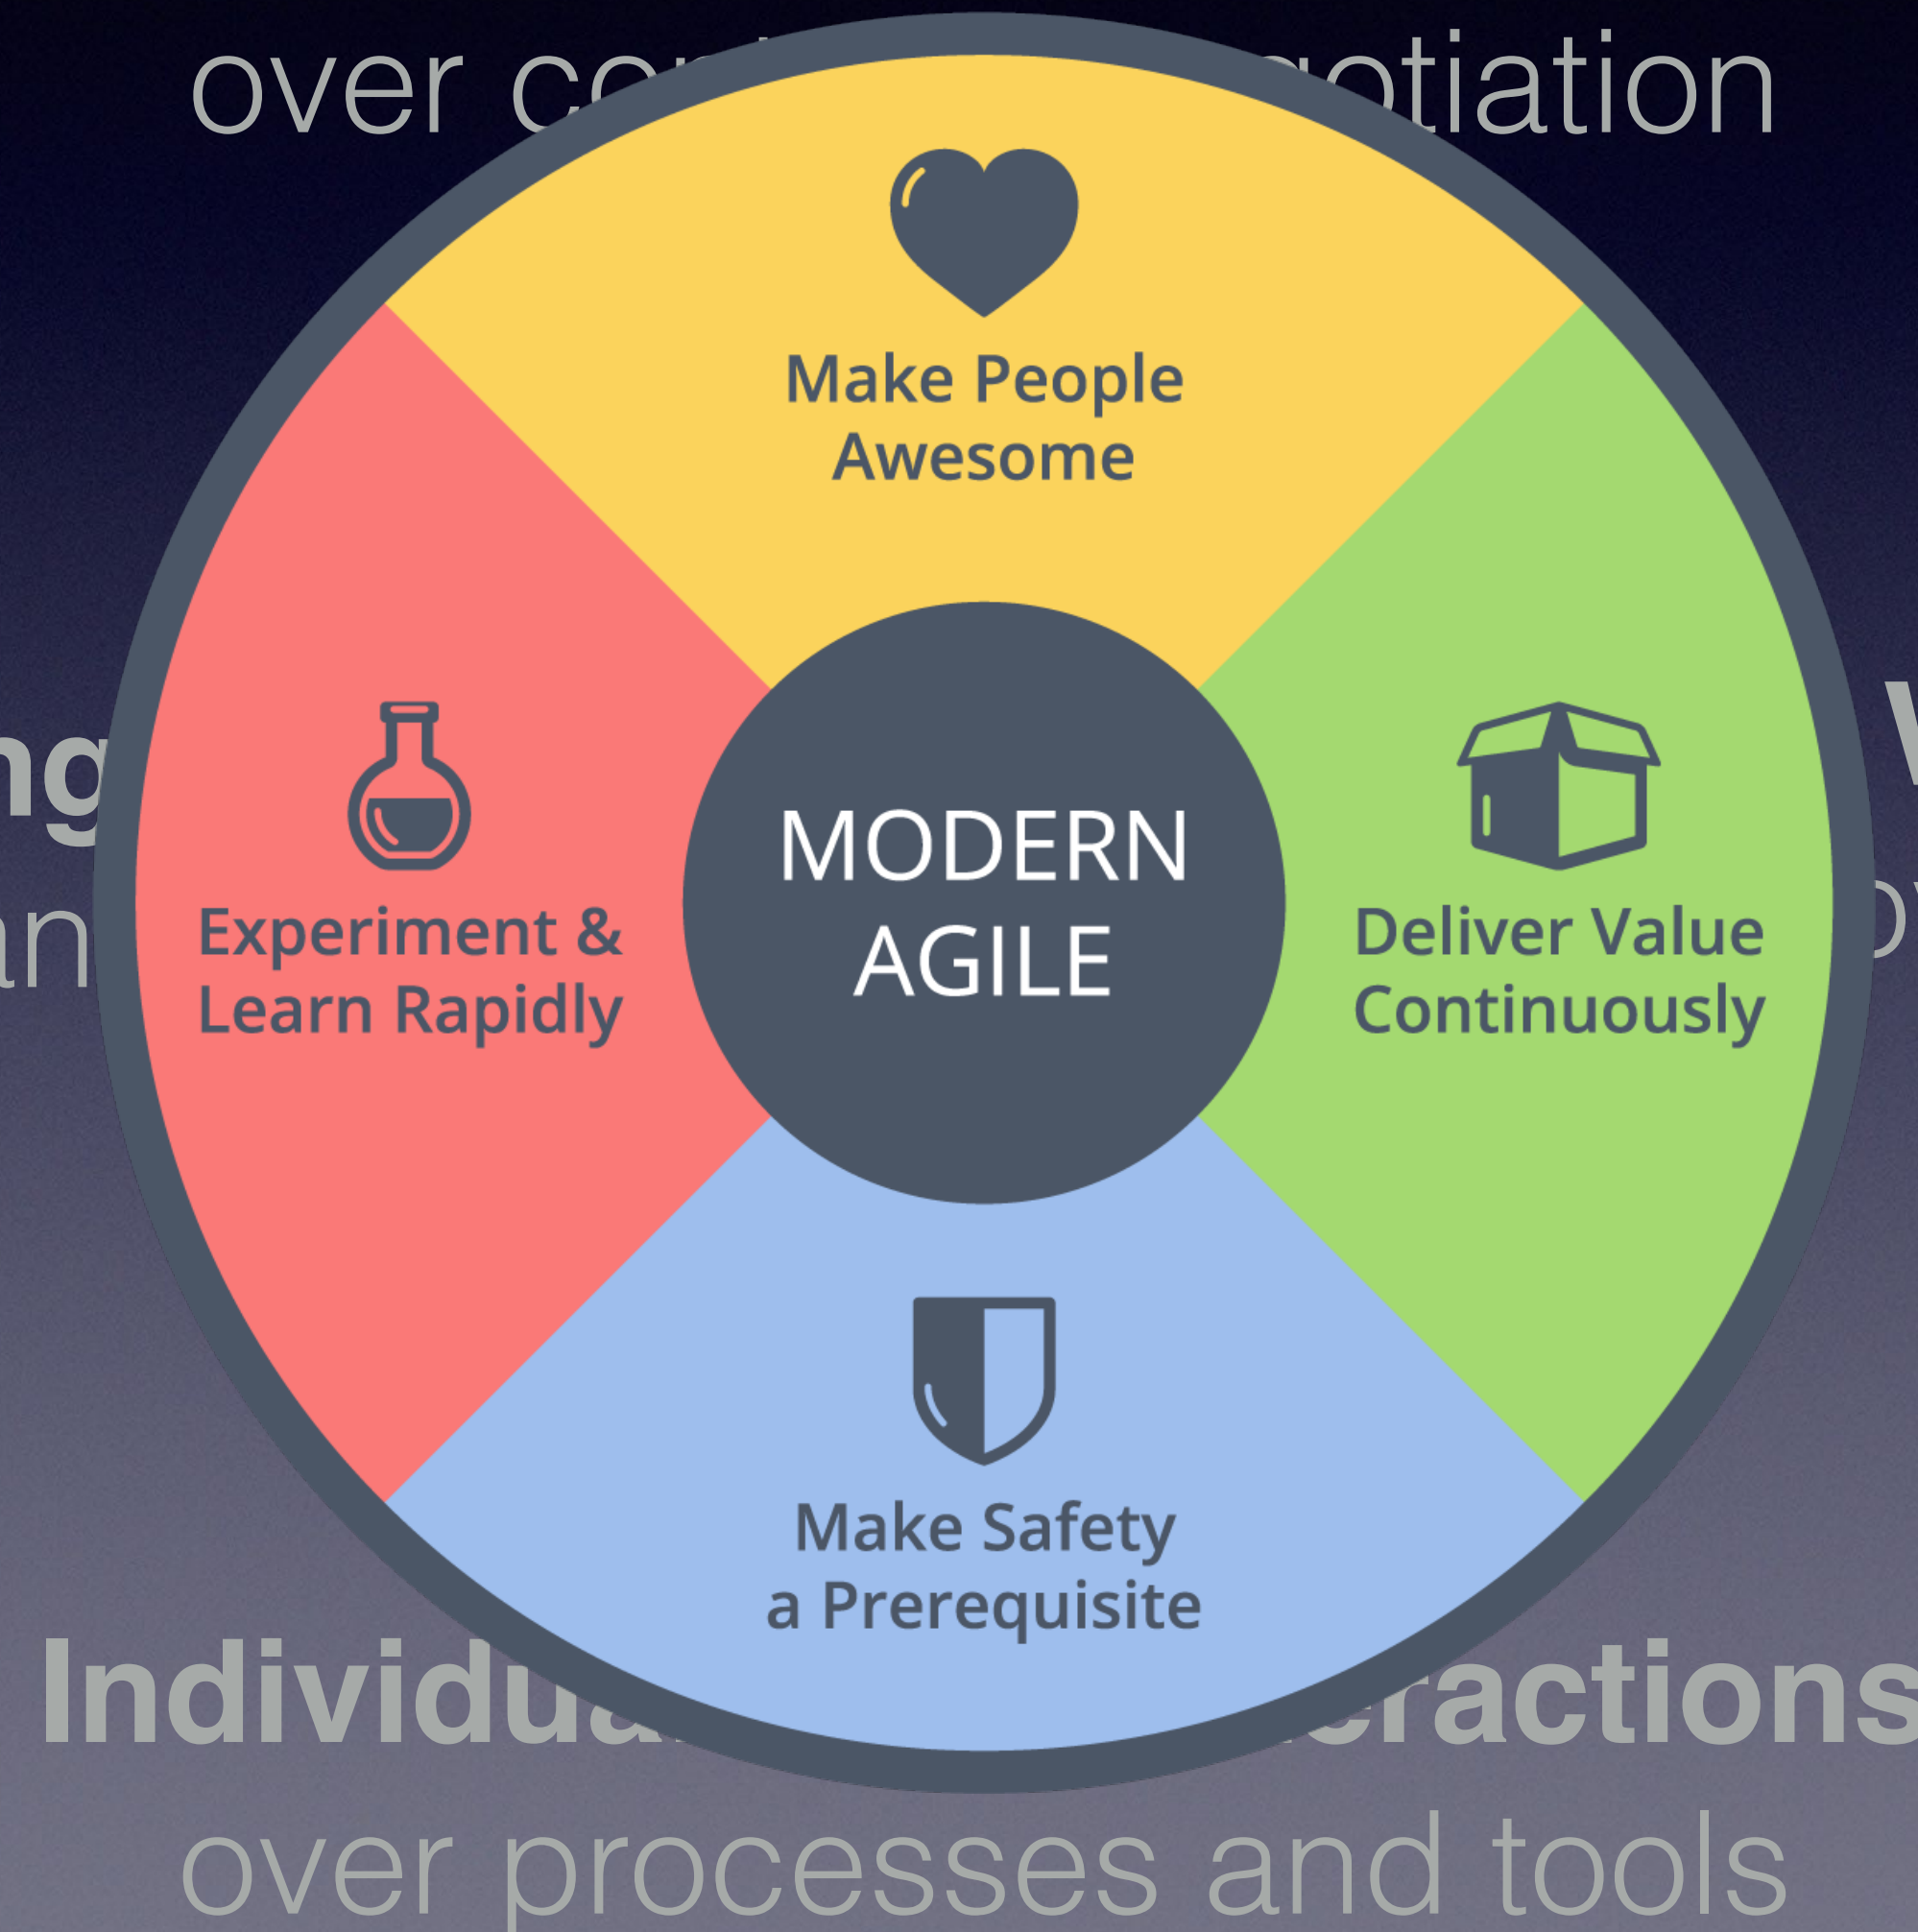 over negotiation
Make People
Awesome
MODERN
AGILE
Experiment &
Learn Rapidly
Deliver Value
Continuously
Make Safety
a Prerequisite
over processes and tools